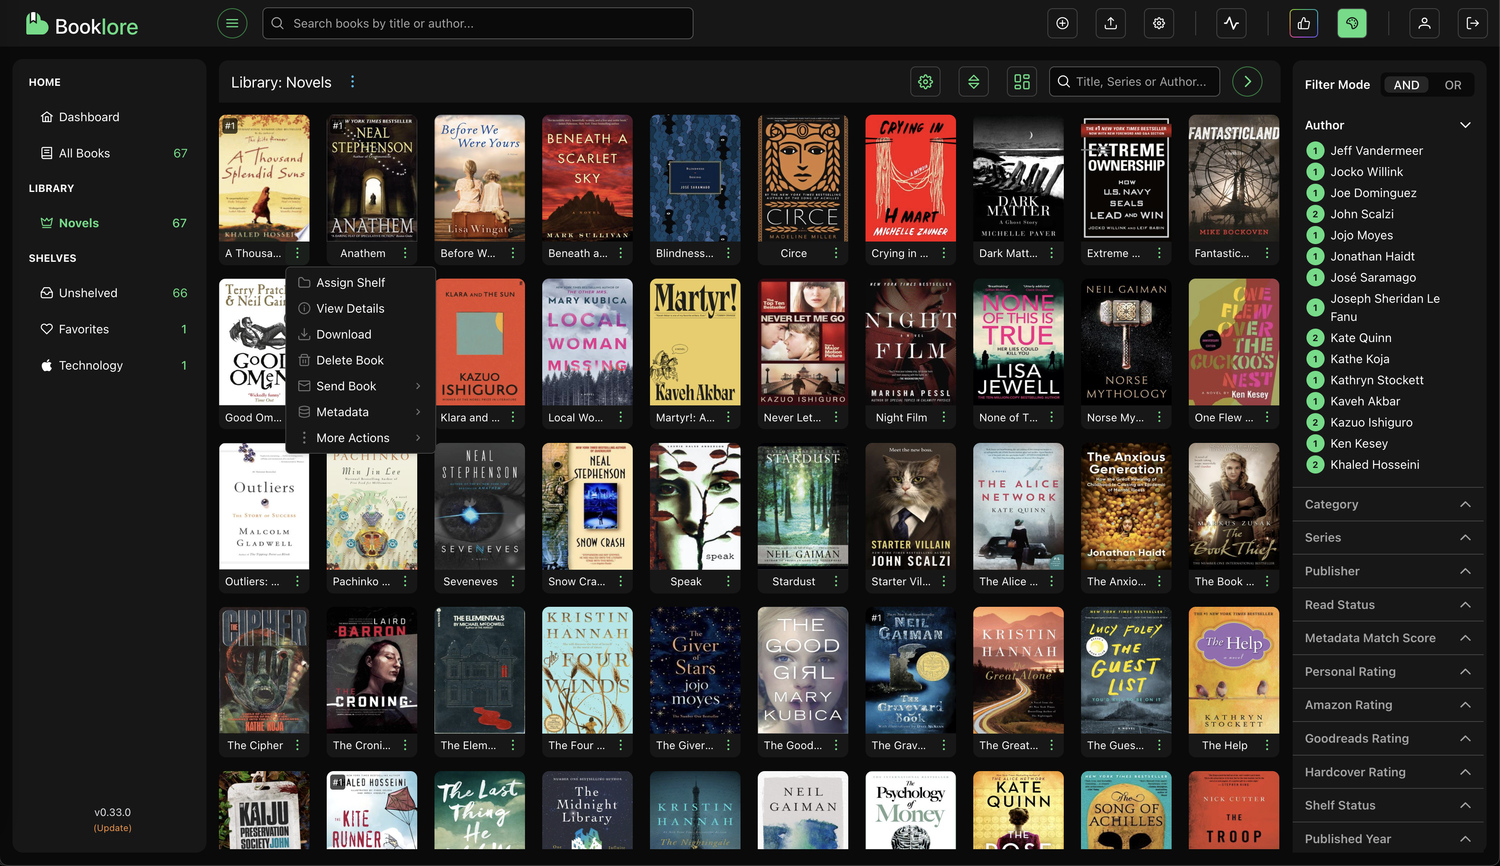 Booklore
Search books by title or author...
HOME
Dashboard
All Books 67
LIBRARY
Novels 67
SHELVES
Unshelved 66
Favorites 1
Technology 1
v0.33.0
(Update)
Library: Novels
Title, Series or Author...
#1
A Thousand
Splendid Suns
A Thousa...
#1
NEAL
STEPHENSON
ANATHEM
Anathem
Before We
Were Yours
Lisa Wingate
Before W...
BENEATH A
SCARLET
SKY
MARK SULLIVAN
Beneath a...
JOSÉ SARAMAGO
Blindness...
CIRCE
MADELINE MILLER
Circe
CRYING IN
H MART
MICHELLE ZAUNER
Crying in ...
DARK
MATTER
A Ghost Story
MICHELLE PAVER
Dark Matt...
THE #1 NEW YORK TIMES BESTSELLER
EXTREME
OWNERSHIP
HOW
U.S. NAVY
SEALS
LEAD AND WIN
JOCKO WILLINK AND LEIF BABIN
Extreme ...
FANTASTICLAND
MIKE BOCKOVEN
Fantastic...
Assign Shelf
View Details
Download
Delete Book
Send Book
Metadata
More Actions
Terry Pratc
& Neil Gaim
GOOD
OMEN
Good Om...
KLARA AND THE SUN
KAZUO
ISHIGURO
Klara and ...
MARY KUBICA
LOCAL
WOMAN
MISSING
Local Wo...
Martyr!
Kaveh Akbar
Martyr!: A...
NEVER LET ME GO
KAZUO ISHIGURO
Never Let...
NIGHT
A NOVEL
FILM
MARISHA PESSL
Night Film
NONE OF
THIS IS
TRUE
HER LIES COULD
KILL YOU
LISA
JEWELL
None of T...
NEIL GAIMAN
NORSE
MYTHOLOGY
Norse My...
ONE
FLEW
OVER
THE
CUCKOO'S
NEST
Ken Kesey
One Flew ...
Outliers
THE STORY OF SUCCESS
MALCOLM
GLADWELL
Outliers: ...
PACHINKO
Min Jin Lee
Pachinko ...
NEAL
STEPHENSON
SEVENEVES
Seveneves
NEAL
STEPHENSON
SNOW CRASH
Snow Cra...
speak
Speak
STARDUST
NEIL GAIMAN
Stardust
Meet the new boss.
STARTER VILLAIN
JOHN SCALZI
Starter Vil...
THE ALICE
NETWORK
KATE QUINN
The Alice ...
The Anxious
Generation
Jonathan Haidt
The Anxio...
MARKUS ZUSAK
The
Book Thief
The Book ...
THE
CIPHER
KATHE KOJA
The Cipher
LAIRD
BARRON
THE
CRONING
The Croni...
THE ELEMENTALS
BY MICHAEL McDOWELL
The Elem...
KRISTIN
HANNAH
THE
FOUR
WINDS
The Four ...
The
Giver
of
Stars
jojo
moyes
The Giver...
THE
GOOD
GIRL
MARY
KUBICA
The Good...
#1
NEIL
GAIMAN
The
Graveyard
Book
The Grav...
KRISTIN
HANNAH
The
Great Alone
The Great...
LUCY FOLEY
THE
GUEST
LIST
The Gues...
The Help
a novel
KATHRYN
STOCKETT
The Help
KAIJU
PRESERVATION
SOCIETY JOHN
#1
KHALED HOSSEINI
THE
KITE
RUNNER
The Last
Thing
He
The
Midnight
Library
KRISTIN
HANNAH
The Nightingale
NEIL
GAIMAN
The
Psychology
of
Money
KATE
QUINN
THE
ROSE
The
SONG OF
ACHILLES
NICK CUTTER
THE
TROOP
Filter Mode AND OR
Author
1 Jeff Vandermeer
1 Jocko Willink
1 Joe Dominguez
2 John Scalzi
1 Jojo Moyes
1 Jonathan Haidt
1 José Saramago
1 Joseph Sheridan Le
Fanu
2 Kate Quinn
1 Kathe Koja
1 Kathryn Stockett
1 Kaveh Akbar
2 Kazuo Ishiguro
1 Ken Kesey
2 Khaled Hosseini
Category
Series
Publisher
Read Status
Metadata Match Score
Personal Rating
Amazon Rating
Goodreads Rating
Hardcover Rating
Shelf Status
Published Year